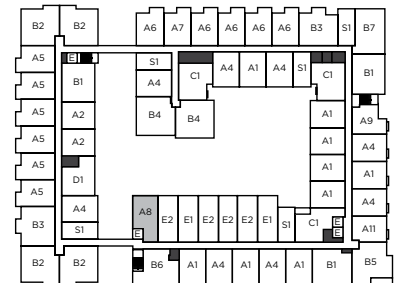 B2 B2 A6 A7 A6 A6 A6 A6 B3 S1 B7
A5 E S1 C1 A4 A1 A4 S1 C1 B1
B1 A4
A5 A2 B4 B4 A1 A9
A5 A2 A1 A4
A5 D1 A1 A1
A5 A4 A1 A4
B3 S1 A8 E2 E1 E2 E2 E2 E1 S1 C1 E A11
E E
B2 B2 B6 A1 A4 A4 A4 A1 B1 B5